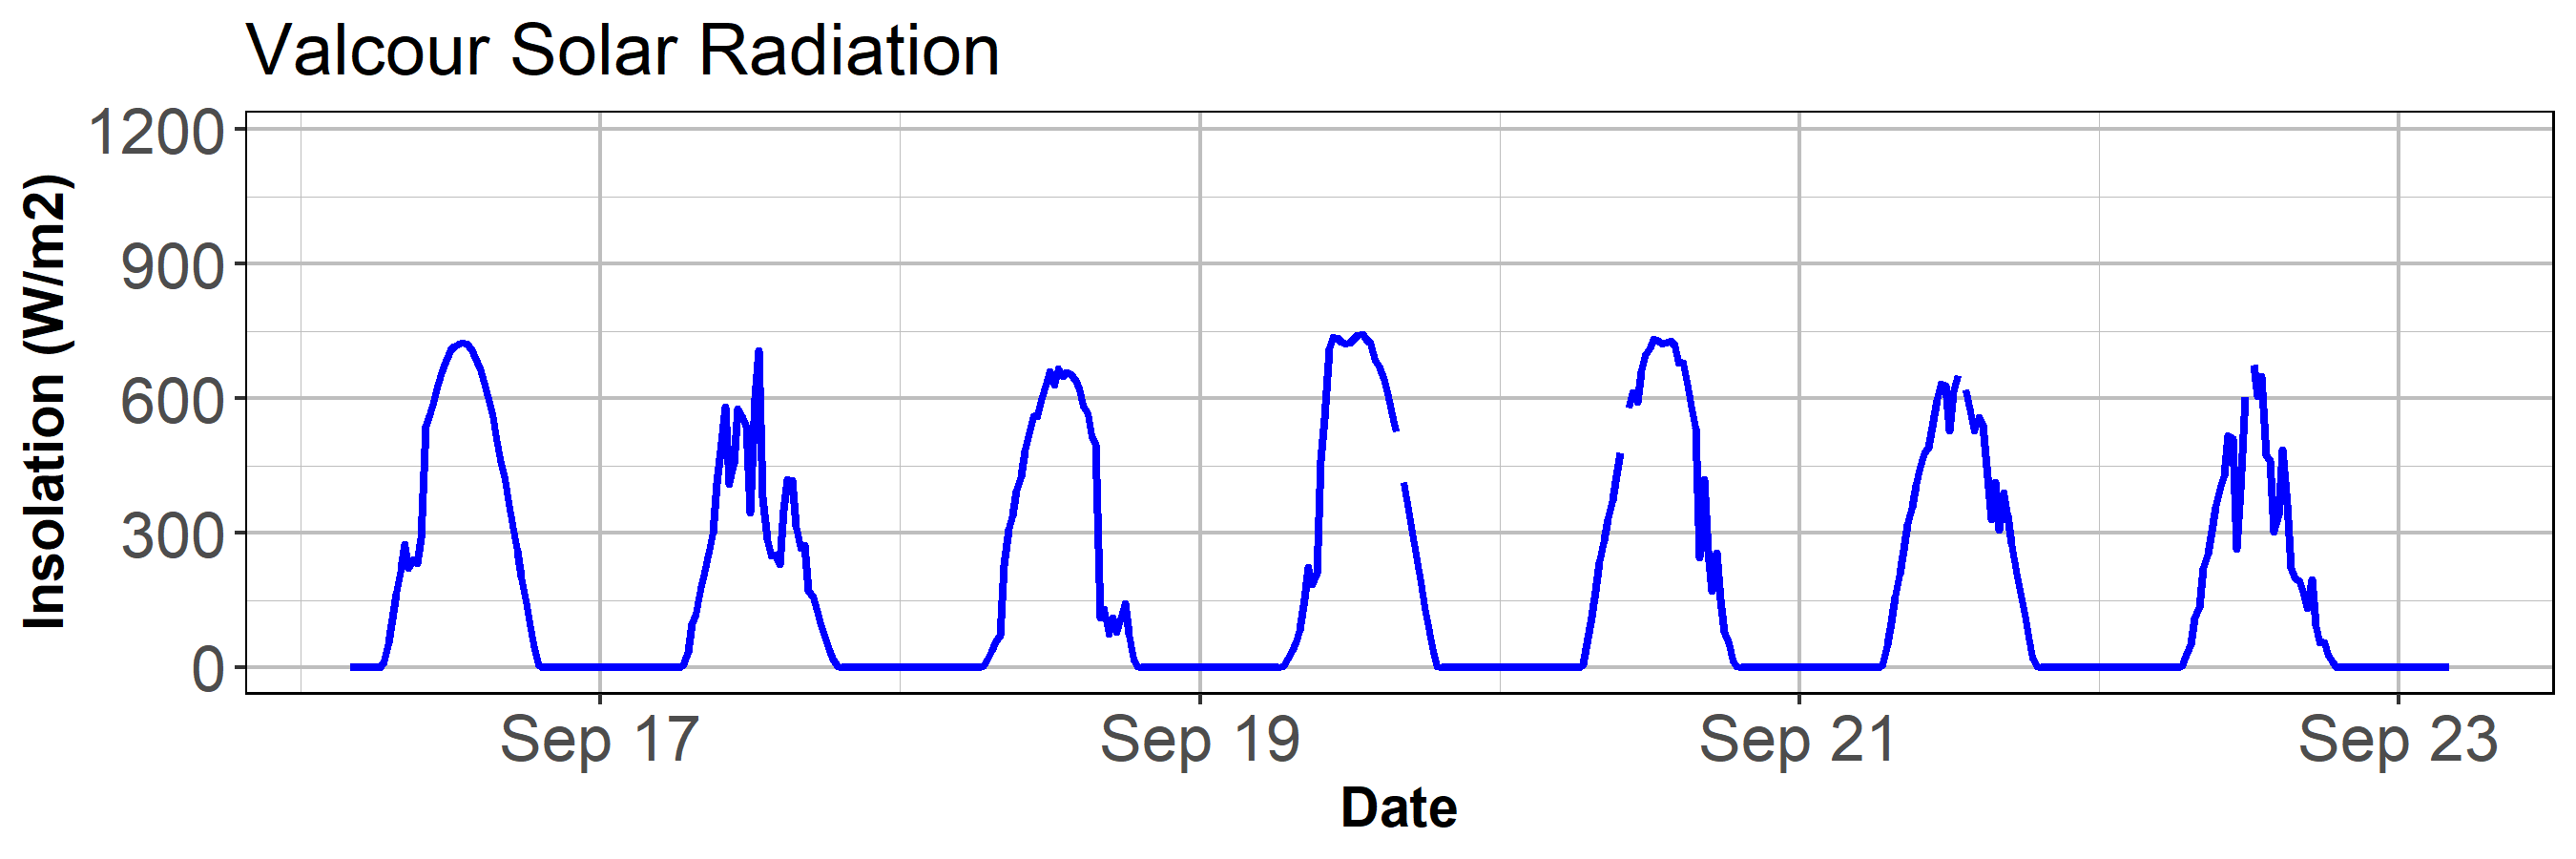 Valcour Solar Radiation
1200
900
600
300
0
Insolation (W/m2)
Sep 17
Sep 19
Sep 21
Sep 23
Date